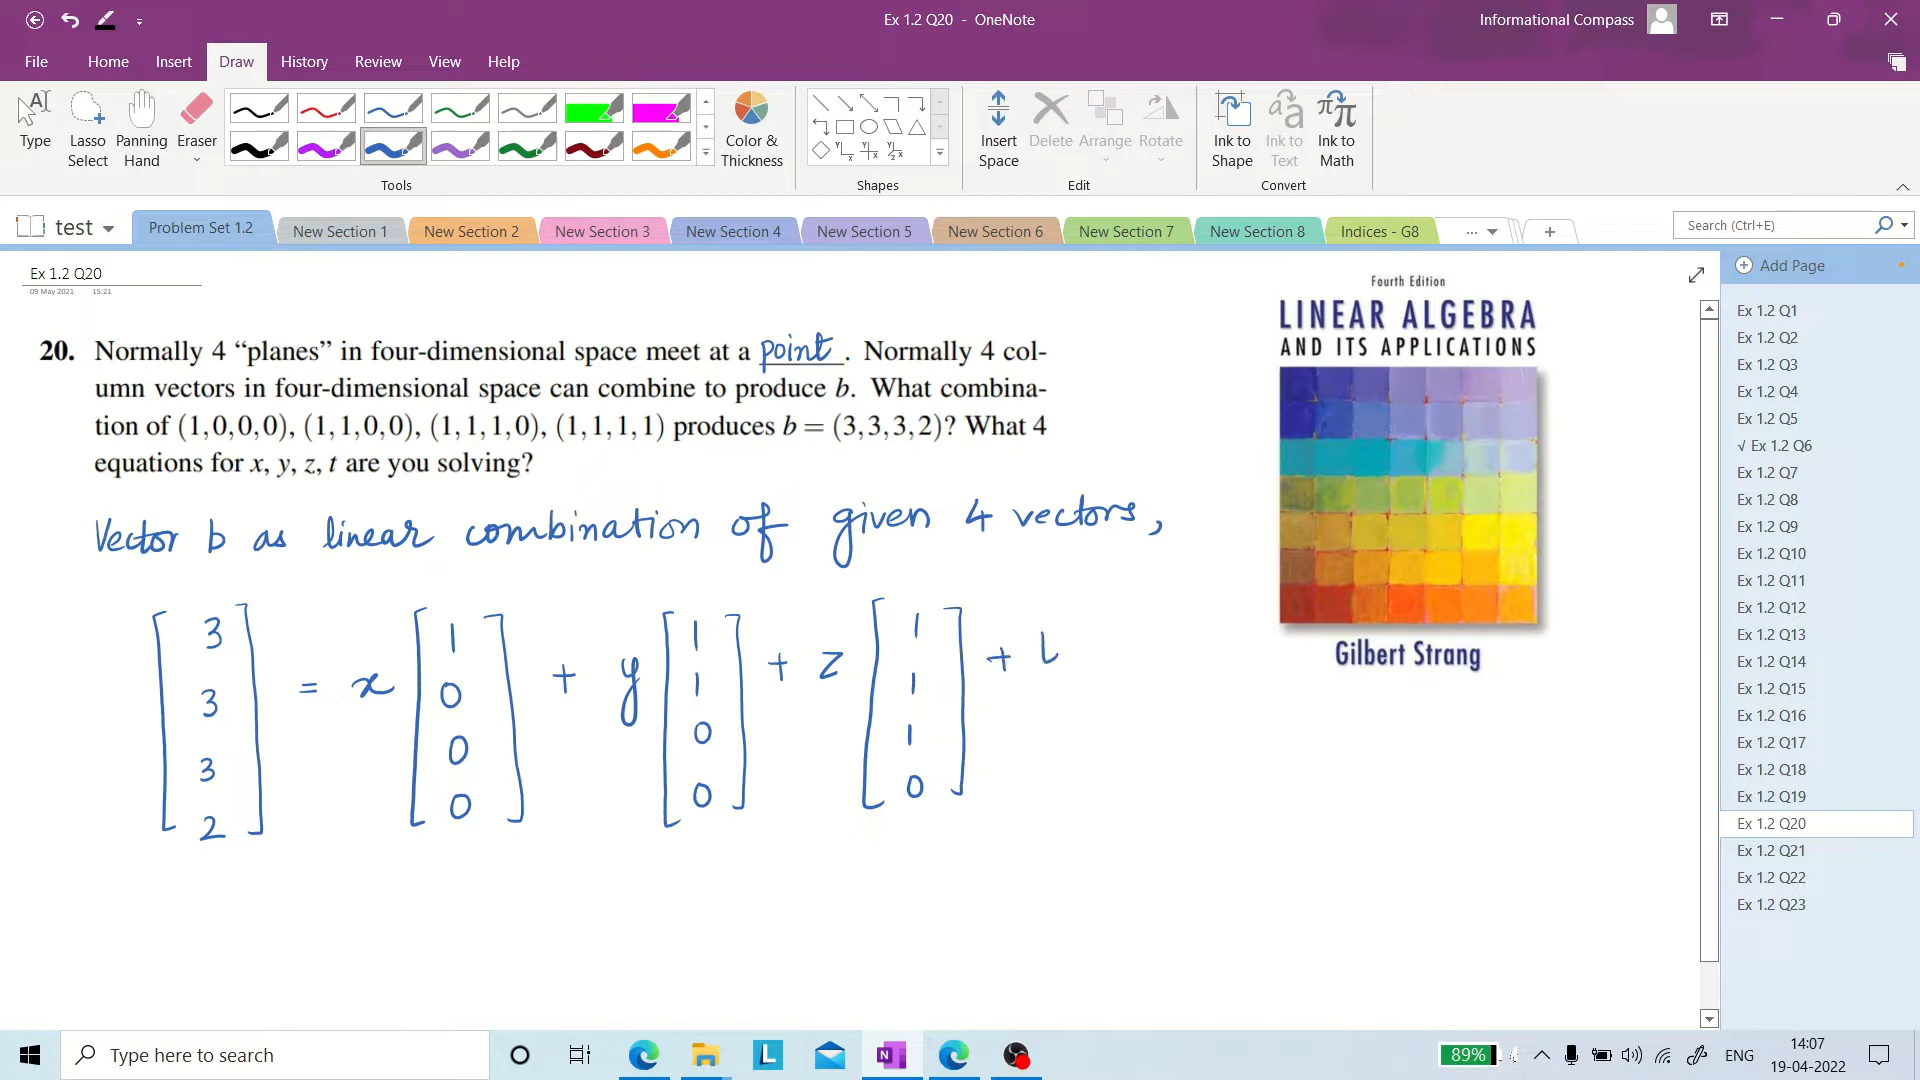 Ex 1.2 Q20 - OneNote
Informational Compass
File Home Insert Draw History Review View Help
Type
Lasso Select
Panning Hand
Eraser
Color & Thickness
Insert Space
Delete
Arrange
Rotate
Ink to Shape
Ink to Text
Ink to Math
Tools
Shapes
Edit
Convert
test
Problem Set 1.2
New Section 1
New Section 2
New Section 3
New Section 4
New Section 5
New Section 6
New Section 7
New Section 8
Indices - G8
...
Search (Ctrl+E)
Ex 1.2 Q20
09 May 2021 15:21
20. Normally 4 “planes” in four-dimensional space meet at a point. Normally 4 col-
umn vectors in four-dimensional space can combine to produce b. What combina-
tion of (1,0,0,0), (1,1,0,0), (1,1,1,0), (1,1,1,1) produces b = (3,3,3,2)? What 4
equations for x, y, z, t are you solving?
Vector b as linear combination of given 4 vectors,
[3 3 3 2] = x [1 0 0 0] + y [1 1 0 0] + z [1 1 1 0] +
Fourth Edition
LINEAR ALGEBRA
AND ITS APPLICATIONS
Gilbert Strang
Add Page
Ex 1.2 Q1
Ex 1.2 Q2
Ex 1.2 Q3
Ex 1.2 Q4
Ex 1.2 Q5
√ Ex 1.2 Q6
Ex 1.2 Q7
Ex 1.2 Q8
Ex 1.2 Q9
Ex 1.2 Q10
Ex 1.2 Q11
Ex 1.2 Q12
Ex 1.2 Q13
Ex 1.2 Q14
Ex 1.2 Q15
Ex 1.2 Q16
Ex 1.2 Q17
Ex 1.2 Q18
Ex 1.2 Q19
Ex 1.2 Q20
Ex 1.2 Q21
Ex 1.2 Q22
Ex 1.2 Q23
Type here to search
89%
ENG
14:07
19-04-2022